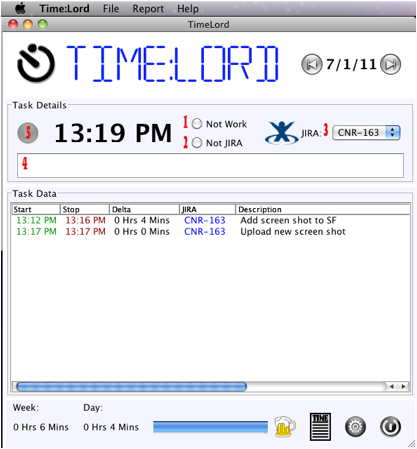 Time:Lord File Report Help
TimeLord
TIME:LORD 7/1/11
Task Details
5 13:19 PM 1 Not Work
2 Not JIRA
JIRA: 3 CNR-163
4
Task Data
Start Stop Delta JIRA Description
13:12 PM 13:16 PM 0 Hrs 4 Mins CNR-163 Add screen shot to SF
13:17 PM 13:17 PM 0 Hrs 0 Mins CNR-163 Upload new screen shot
Week: Day:
0 Hrs 6 Mins 0 Hrs 4 Mins
TIME